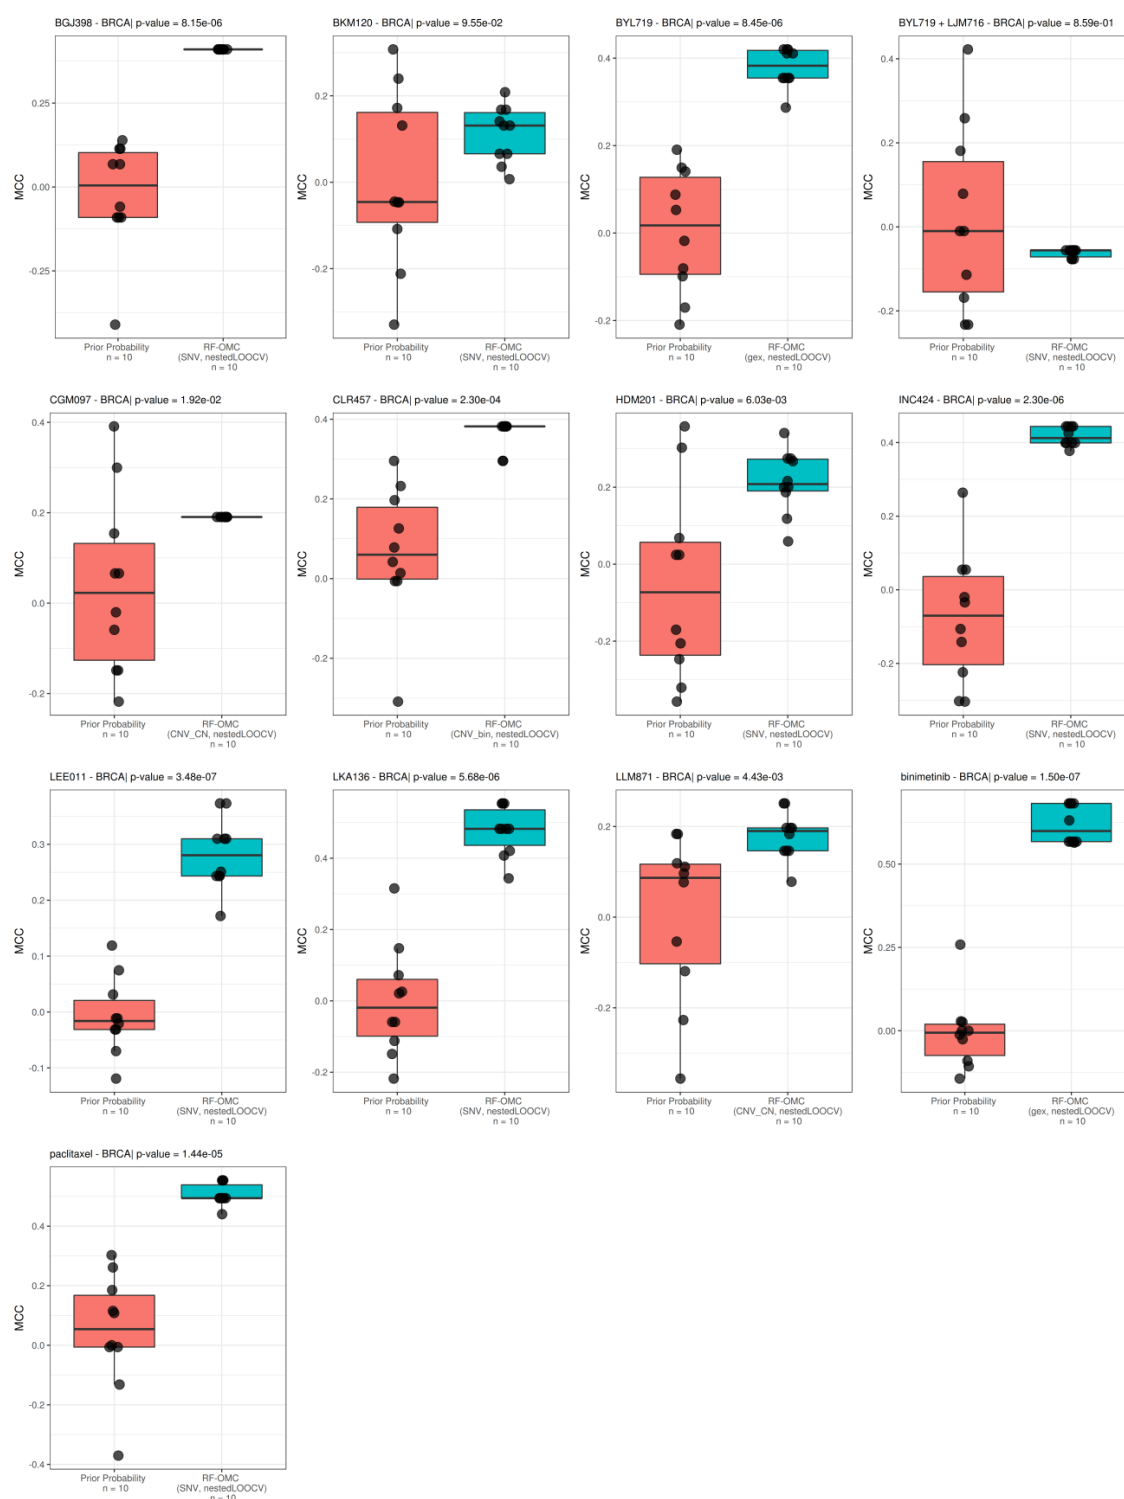 BGJ398 - BRCA| p-value = 8.15e-06
MCC
0.25
0.00
-0.25
Prior Probability
n = 10
RF-OMC
(SNV, nestedLOOCV)
n = 10
BKM120 - BRCA| p-value = 9.55e-02
MCC
0.2
0.0
-0.2
Prior Probability
n = 10
RF-OMC
(SNV, nestedLOOCV)
n = 10
BYL719 - BRCA| p-value = 8.45e-06
MCC
0.4
0.2
0.0
-0.2
Prior Probability
n = 10
RF-OMC
(gex, nestedLOOCV)
n = 10
BYL719 + LJM716 - BRCA| p-value = 8.59e-01
MCC
0.4
0.2
0.0
-0.2
Prior Probability
n = 10
RF-OMC
(SNV, nestedLOOCV)
n = 10
CGM097 - BRCA| p-value = 1.92e-02
MCC
0.4
0.2
0.0
-0.2
Prior Probability
n = 10
RF-OMC
(CNV_CN, nestedLOOCV)
n = 10
CLR457 - BRCA| p-value = 2.30e-04
MCC
0.4
0.2
0.0
-0.2
Prior Probability
n = 10
RF-OMC
(CNV_bin, nestedLOOCV)
n = 10
HDM201 - BRCA| p-value = 6.03e-03
MCC
0.2
0.0
-0.2
Prior Probability
n = 10
RF-OMC
(SNV, nestedLOOCV)
n = 10
INC424 - BRCA| p-value = 2.30e-06
MCC
0.4
0.2
0.0
-0.2
Prior Probability
n = 10
RF-OMC
(SNV, nestedLOOCV)
n = 10
LEE011 - BRCA| p-value = 3.48e-07
MCC
0.3
0.2
0.1
0.0
-0.1
Prior Probability
n = 10
RF-OMC
(SNV, nestedLOOCV)
n = 10
LKA136 - BRCA| p-value = 5.68e-06
MCC
0.4
0.2
0.0
-0.2
Prior Probability
n = 10
RF-OMC
(SNV, nestedLOOCV)
n = 10
LLM871 - BRCA| p-value = 4.43e-03
MCC
0.2
0.0
-0.2
Prior Probability
n = 10
RF-OMC
(CNV_CN, nestedLOOCV)
n = 10
binimetinib - BRCA| p-value = 1.50e-07
MCC
0.50
0.25
0.00
Prior Probability
n = 10
RF-OMC
(gex, nestedLOOCV)
n = 10
paclitaxel - BRCA| p-value = 1.44e-05
MCC
0.4
0.2
0.0
-0.2
-0.4
Prior Probability
n = 10
RF-OMC
(SNV, nestedLOOCV)
n = 10